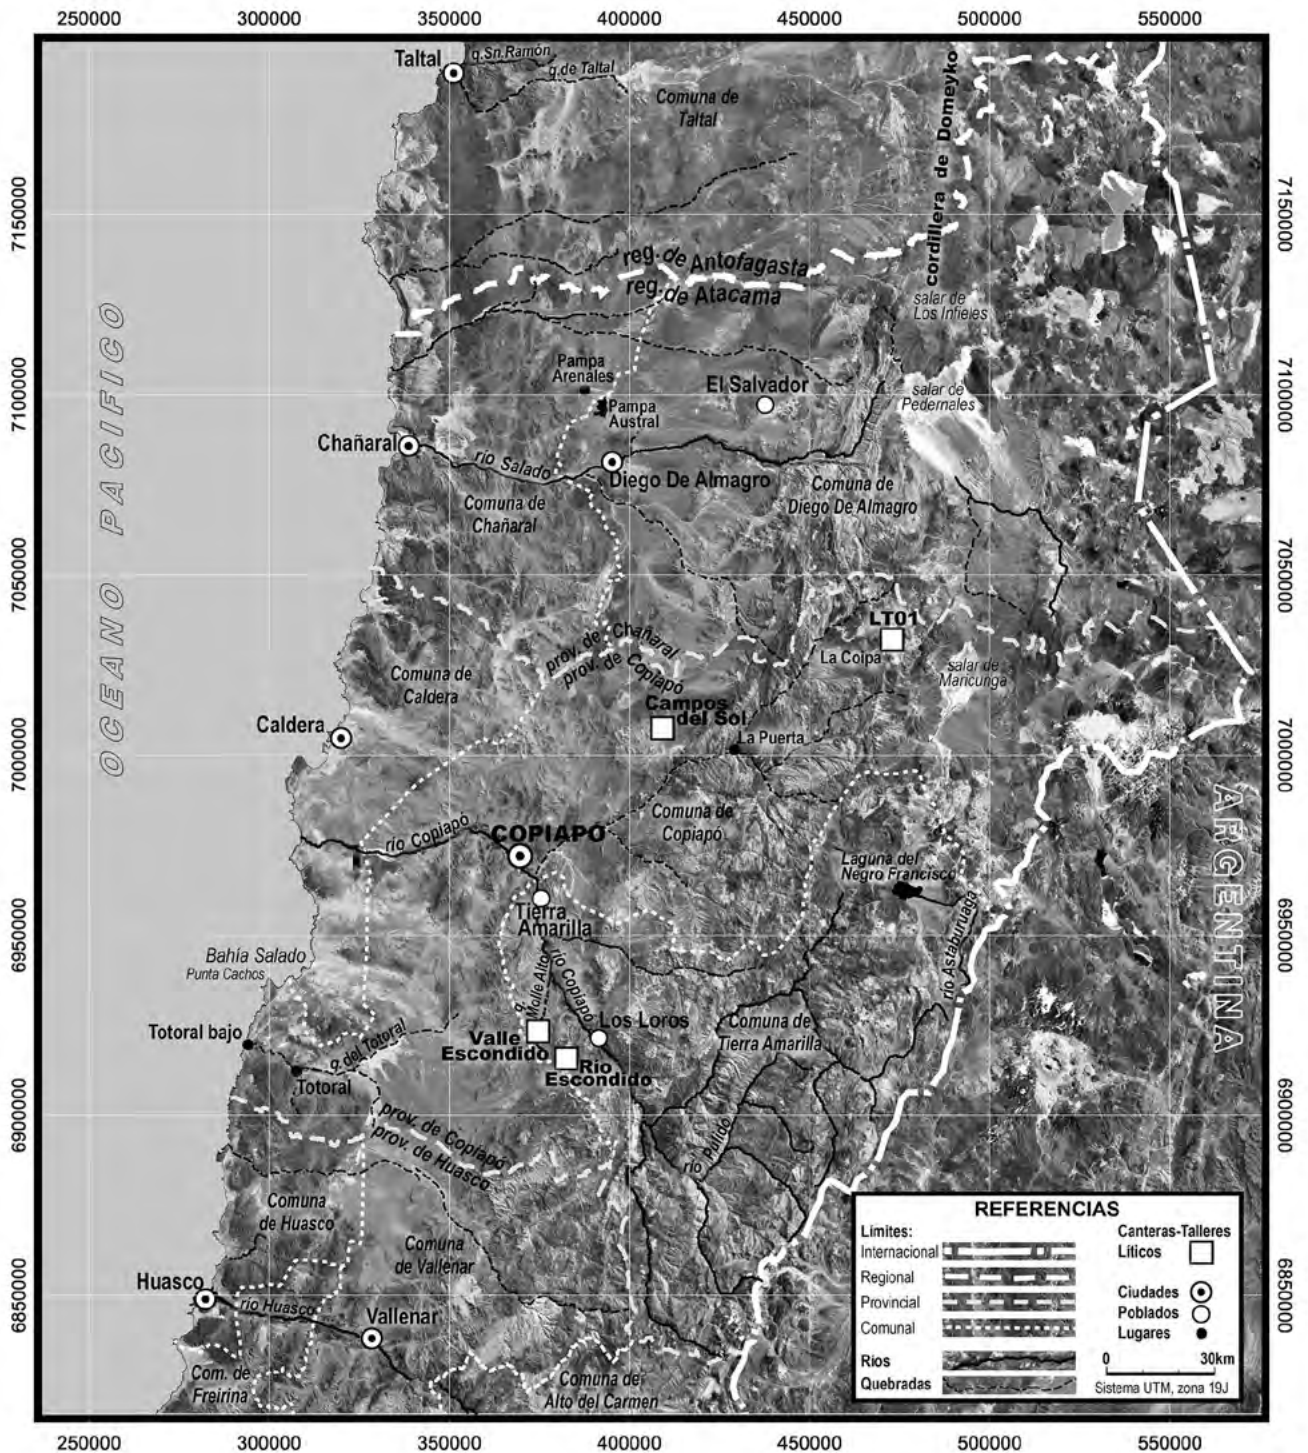 250000 300000 350000 400000 450000 500000 550000
Taltal
q.Sn.Ramón
q.de Taltal
Comuna de
Taltal
cordillera de Domeyko
7150000
7150000
reg. de Antofagasta
reg. de Atacama
salar de
Los Infieles
OCEANO PACIFICO
Pampa
Arenales
El Salvador
Pampa
Austral
salar de
Pedernales
7100000
7100000
Chañaral
río Salado
Diego De Almagro
Comuna de
Chañaral
Comuna de
Diego De Almagro
7050000
7050000
LT01
La Coipa
prov. de Chañaral
prov. de Copiapó
salar de
Maricunga
Comuna de
Caldera
Campos
del Sol
Caldera
La Puerta
7000000
7000000
Comuna de
Copiapó
río Copiapó
COPIAPÓ
Laguna del
Negro Francisco
ARGENTINA
Tierra
Amarilla
río Astaburuaga
6950000
6950000
Bahía Salado
Punta Cachos
q. Molle Alto
río Copiapó
Totoral bajo
q.del Totoral
Los Loros
Comuna de
Tierra Amarilla
Valle
Escondido
Río
Escondido
Totoral
6900000
6900000
prov. de Copiapó
prov. de Huasco
río Pulido
Comuna
de Huasco
Comuna
de Vallenar
Huasco
río Huasco
Vallenar
6850000
6850000
Com. de
Freirina
Comuna de
Alto del Carmen
REFERENCIAS
Límites:
Internacional
Regional
Provincial
Comunal
Ríos
Quebradas
Canteras-Talleres
Líticos
Ciudades
Poblados
Lugares
0 30km
Sistema UTM, zona 19J
250000 300000 350000 400000 450000 500000 550000